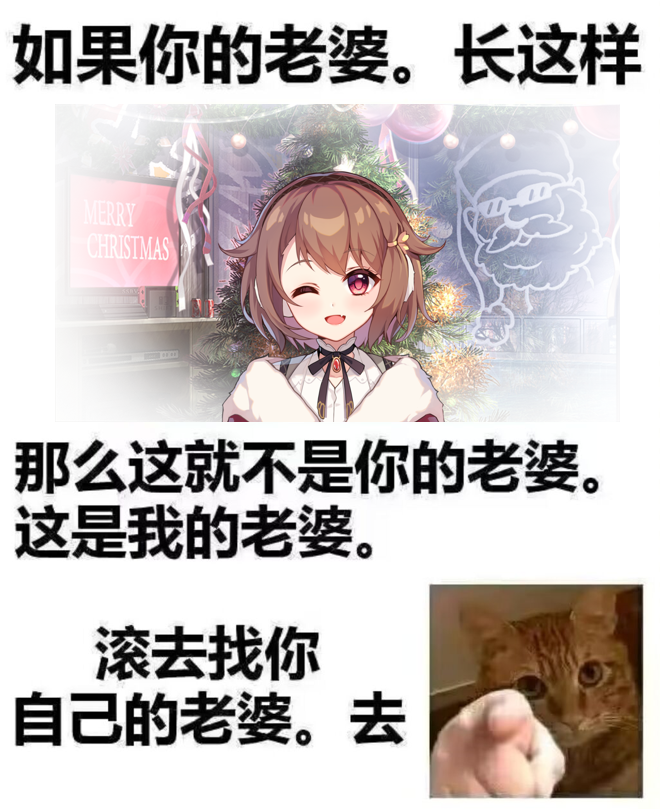 如果你的老婆。长这样
MERRY
CHRISTMAS
那么这就不是你的老婆。
这是我的老婆。
滚去找你
自己的老婆。去